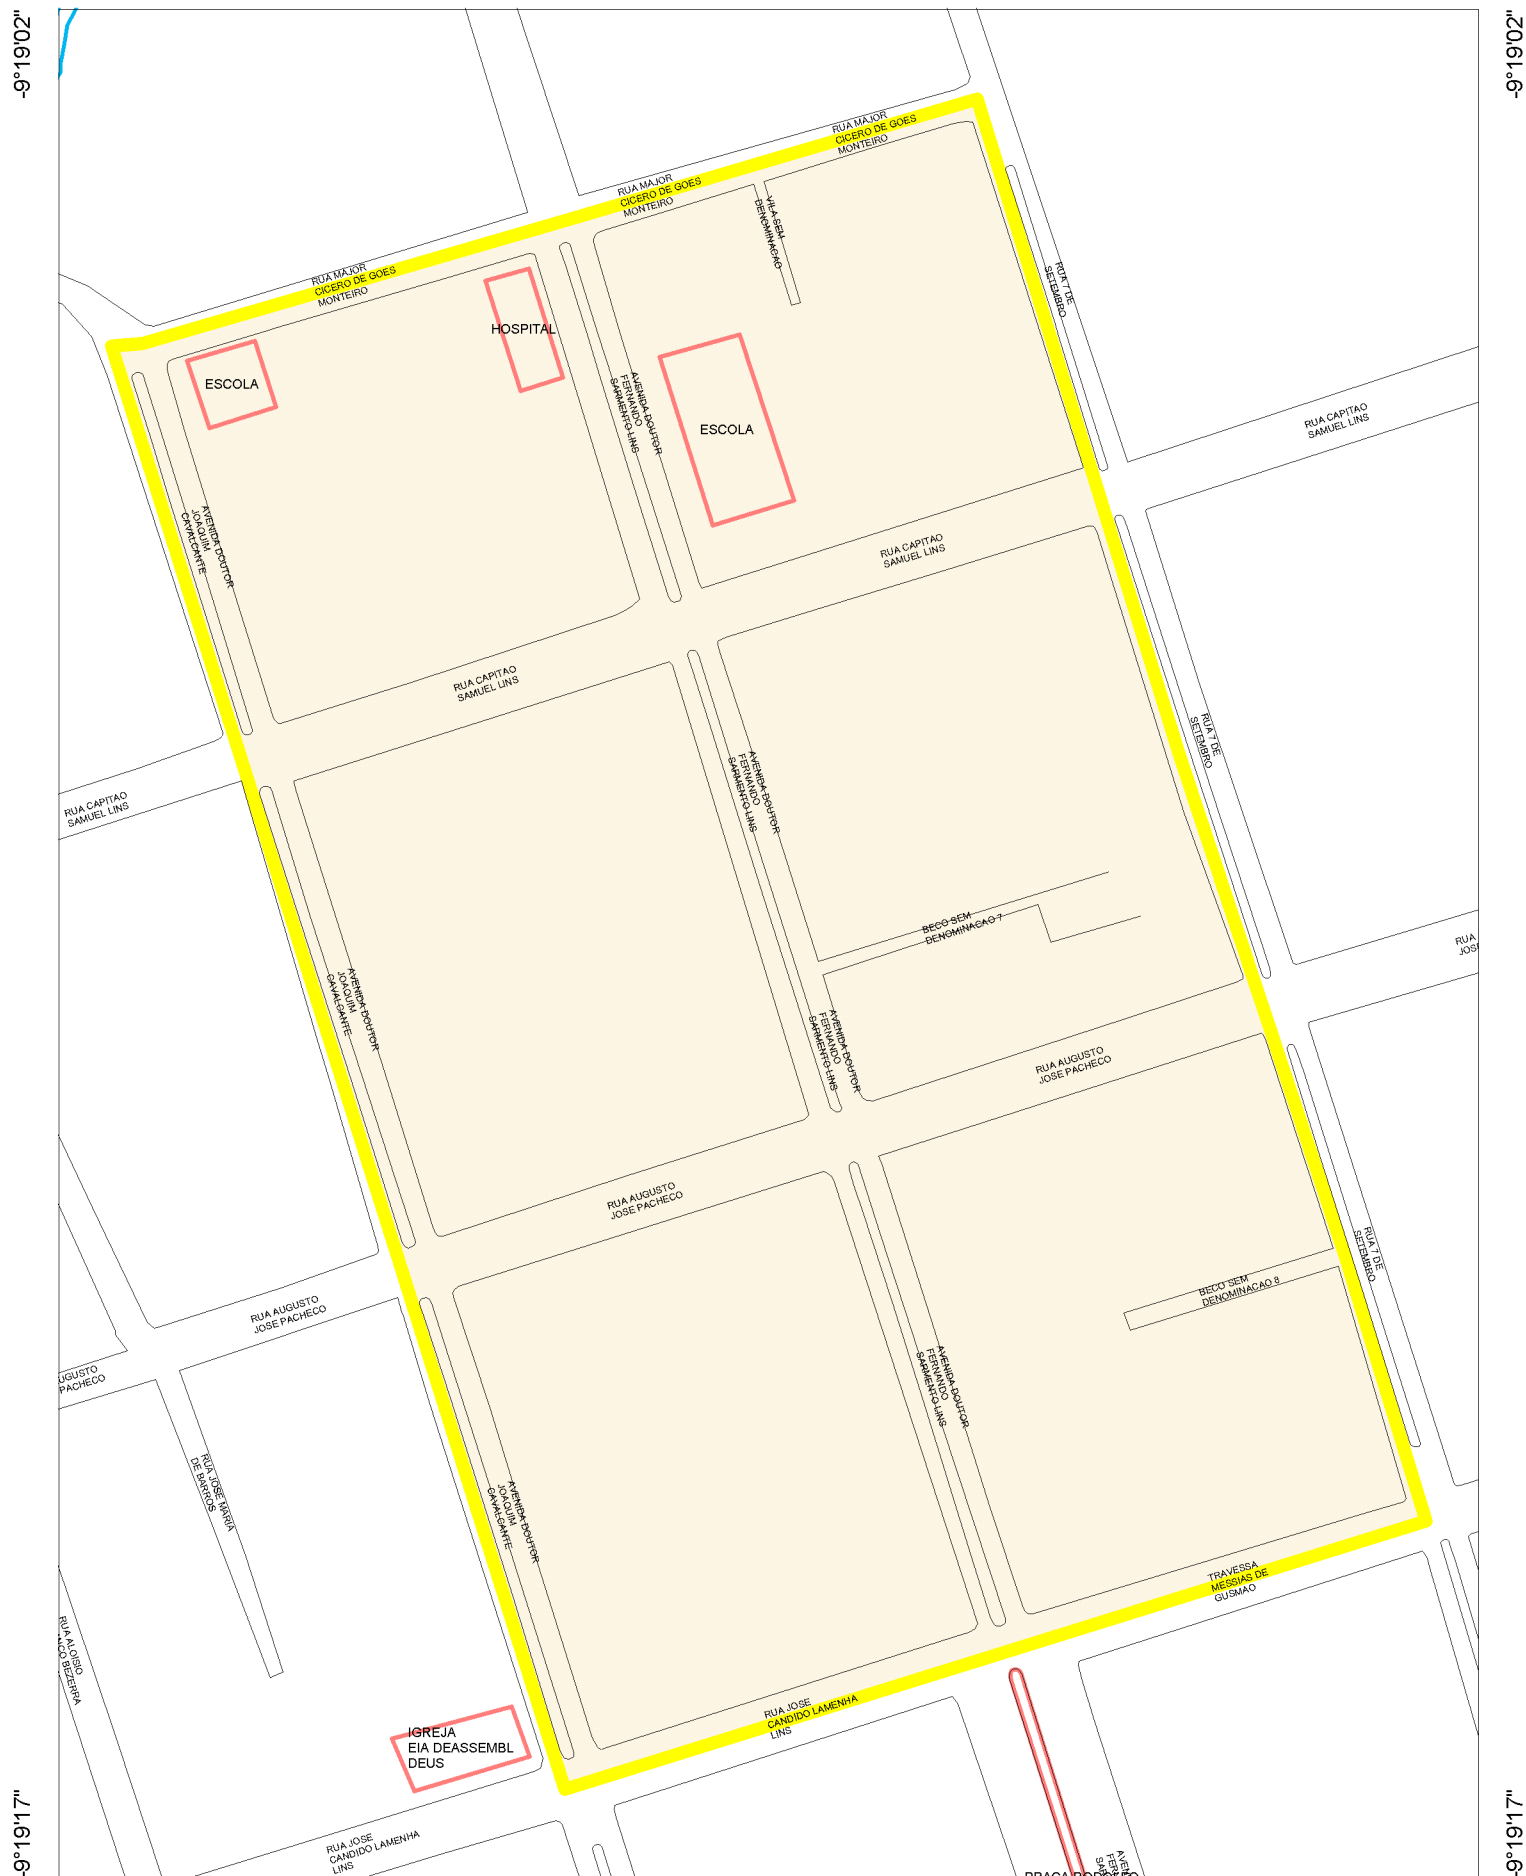 -9°19'02"
-9°19'02"
RUA MAJOR
CICERO DE GOES
MONTEIRO
RUA MAJOR
CICERO DE GOES
MONTEIRO
VILA SEM
DENOMINACAO
RUA MAJOR
CICERO DE GOES
MONTEIRO
RUA 7 DE
SETEMBRO
HOSPITAL
ESCOLA
ESCOLA
AVENIDA DOUTOR
FERNANDO
SARMENTO LINS
RUA CAPITAO
SAMUEL LINS
AVENIDA DOUTOR
JOAQUIM
CAVALCANTE
RUA CAPITAO
SAMUEL LINS
RUA CAPITAO
SAMUEL LINS
RUA 7 DE
SETEMBRO
AVENIDA DOUTOR
FERNANDO
SARMENTO LINS
RUA CAPITAO
SAMUEL LINS
BECO SEM
DENOMINACAO 7
RUA
JOS
AVENIDA DOUTOR
JOAQUIM
CAVALCANTE
AVENIDA DOUTOR
FERNANDO
SARMENTO LINS
RUA AUGUSTO
JOSE PACHECO
RUA AUGUSTO
JOSE PACHECO
RUA 7 DE
SETEMBRO
BECO SEM
DENOMINACAO 8
RUA AUGUSTO
JOSE PACHECO
UGUSTO
PACHECO
AVENIDA DOUTOR
FERNANDO
SARMENTO LINS
RUA JOSE MARIA
DE BARROS
AVENIDA DOUTOR
JOAQUIM
CAVALCANTE
TRAVESSA
MESSIAS DE
GUSMAO
RUA ALOISIO
NCO BEZERRA
RUA JOSE
CANDIDO LAMENHA
LINS
IGREJA
EIA DEASSEMBL
DEUS
RUA JOSE
CANDIDO LAMENHA
LINS
-9°19'17"
-9°19'17"